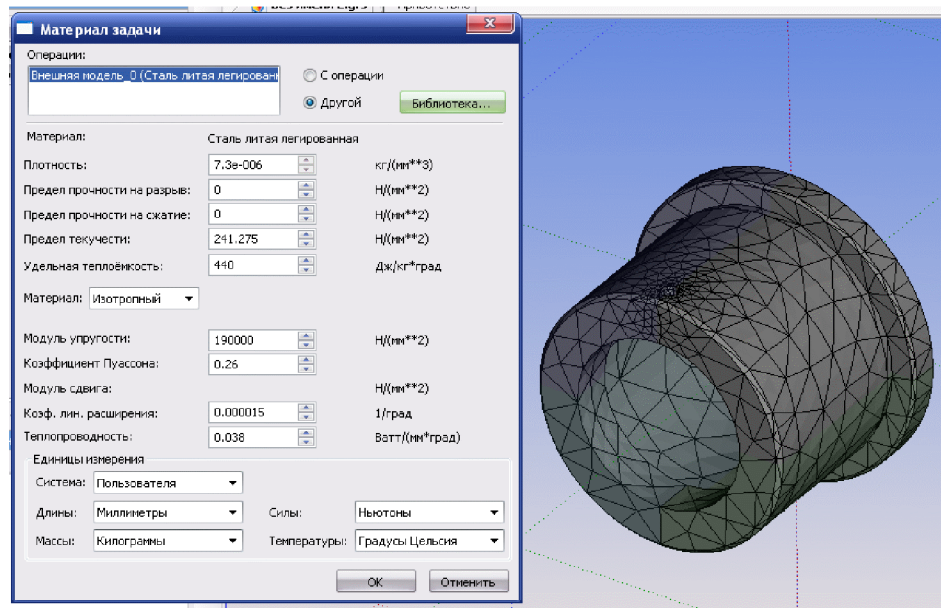 Материал задачи
Операции:
Внешняя модель_0 (Сталь литая легированн
С операции
Другой
Библиотека...
Материал: Сталь литая легированная
Плотность: 7.3e-006 кг/(мм**3)
Предел прочности на разрыв: 0 Н/(мм**2)
Предел прочности на сжатие: 0 Н/(мм**2)
Предел текучести: 241.275 Н/(мм**2)
Удельная теплоёмкость: 440 Дж/кг*град
Материал: Изотропный
Модуль упругости: 190000 Н/(мм**2)
Коэффициент Пуассона: 0.26
Модуль сдвига: Н/(мм**2)
Коэф. лин. расширения: 0.000015 1/град
Теплопроводность: 0.038 Ватт/(мм*град)
Единицы измерения
Система: Пользователя
Длины: Миллиметры Силы: Ньютоны
Массы: Килограммы Температуры: Градусы Цельсия
OK Отменить